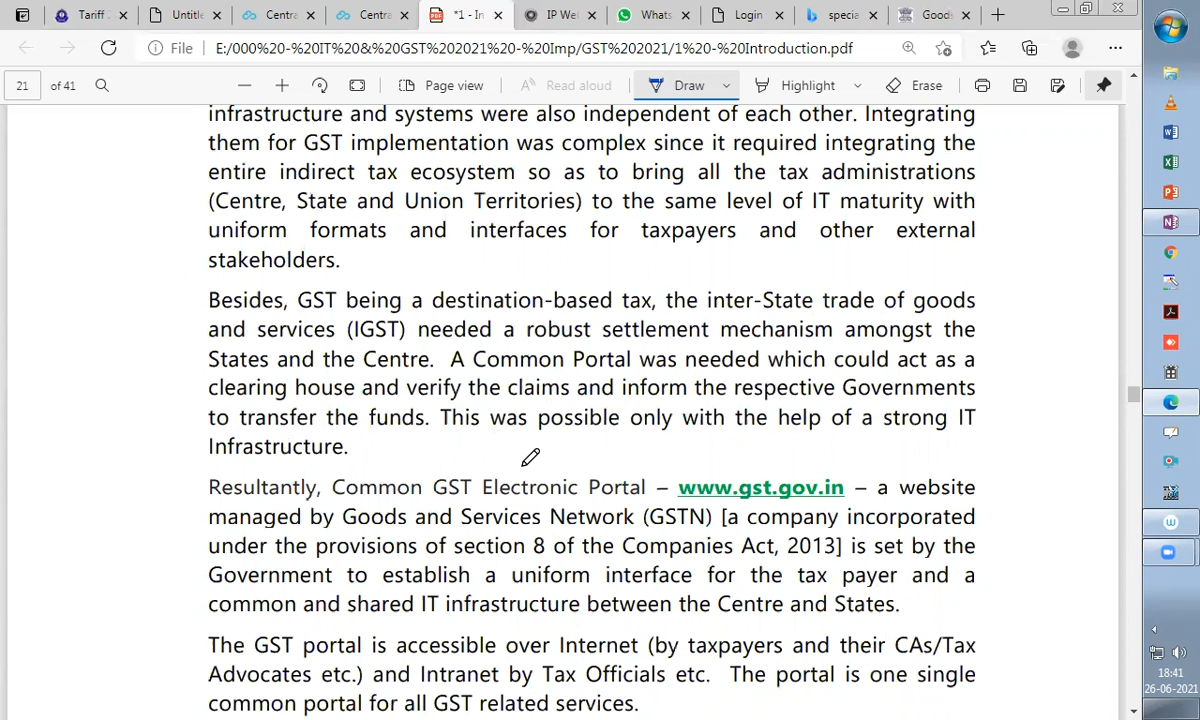 Tariff
Untitle
Centra
Centra
*1 - In
IP We
Whats
Login
specia
Goods
File
E:/000%20-%20IT%20&%20GST%202021%20-%20Imp/GST%202021/1%20-%20Introduction.pdf
21 of 41
Page view
Read aloud
Draw
Highlight
Erase
infrastructure and systems were also independent of each other. Integrating
them for GST implementation was complex since it required integrating the
entire indirect tax ecosystem so as to bring all the tax administrations
(Centre, State and Union Territories) to the same level of IT maturity with
uniform formats and interfaces for taxpayers and other external
stakeholders.
Besides, GST being a destination-based tax, the inter-State trade of goods
and services (IGST) needed a robust settlement mechanism amongst the
States and the Centre. A Common Portal was needed which could act as a
clearing house and verify the claims and inform the respective Governments
to transfer the funds. This was possible only with the help of a strong IT
Infrastructure.
Resultantly, Common GST Electronic Portal – www.gst.gov.in – a website
managed by Goods and Services Network (GSTN) [a company incorporated
under the provisions of section 8 of the Companies Act, 2013] is set by the
Government to establish a uniform interface for the tax payer and a
common and shared IT infrastructure between the Centre and States.
The GST portal is accessible over Internet (by taxpayers and their CAs/Tax
Advocates etc.) and Intranet by Tax Officials etc. The portal is one single
common portal for all GST related services.
18:41
26-06-2021